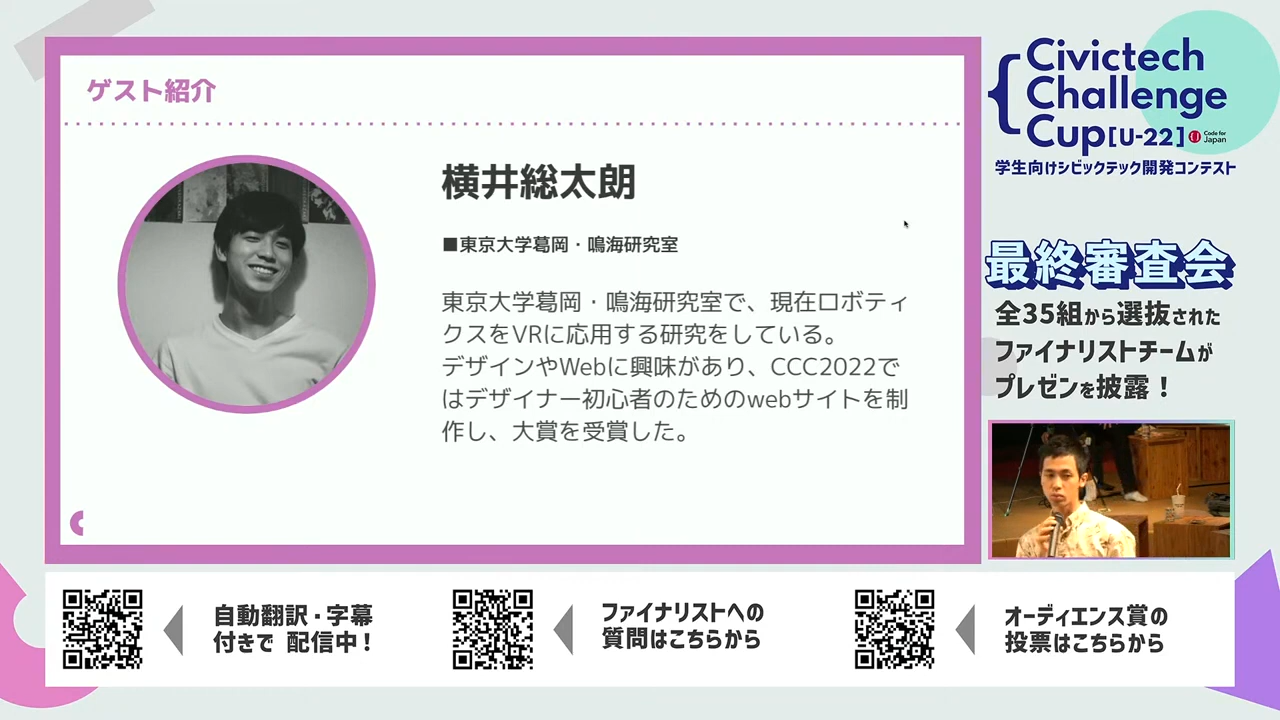 ゲスト紹介
横井総太朗
■東京大学葛岡・鳴海研究室
東京大学葛岡・鳴海研究室で、現在ロボティ
クスをVRに応用する研究をしている。
デザインやWebに興味があり、CCC2022で
はデザイナー初心者のためのwebサイトを制
作し、大賞を受賞した。
Civictech
Challenge
Cup[U-22]
Code for
Japan
学生向けシビックテック開発コンテスト
最終審査会
全35組から選抜された
ファイナリストチームが
プレゼンを披露！
自動翻訳・字幕
付きで 配信中！
ファイナリストへの
質問はこちらから
オーディエンス賞の
投票はこちらから